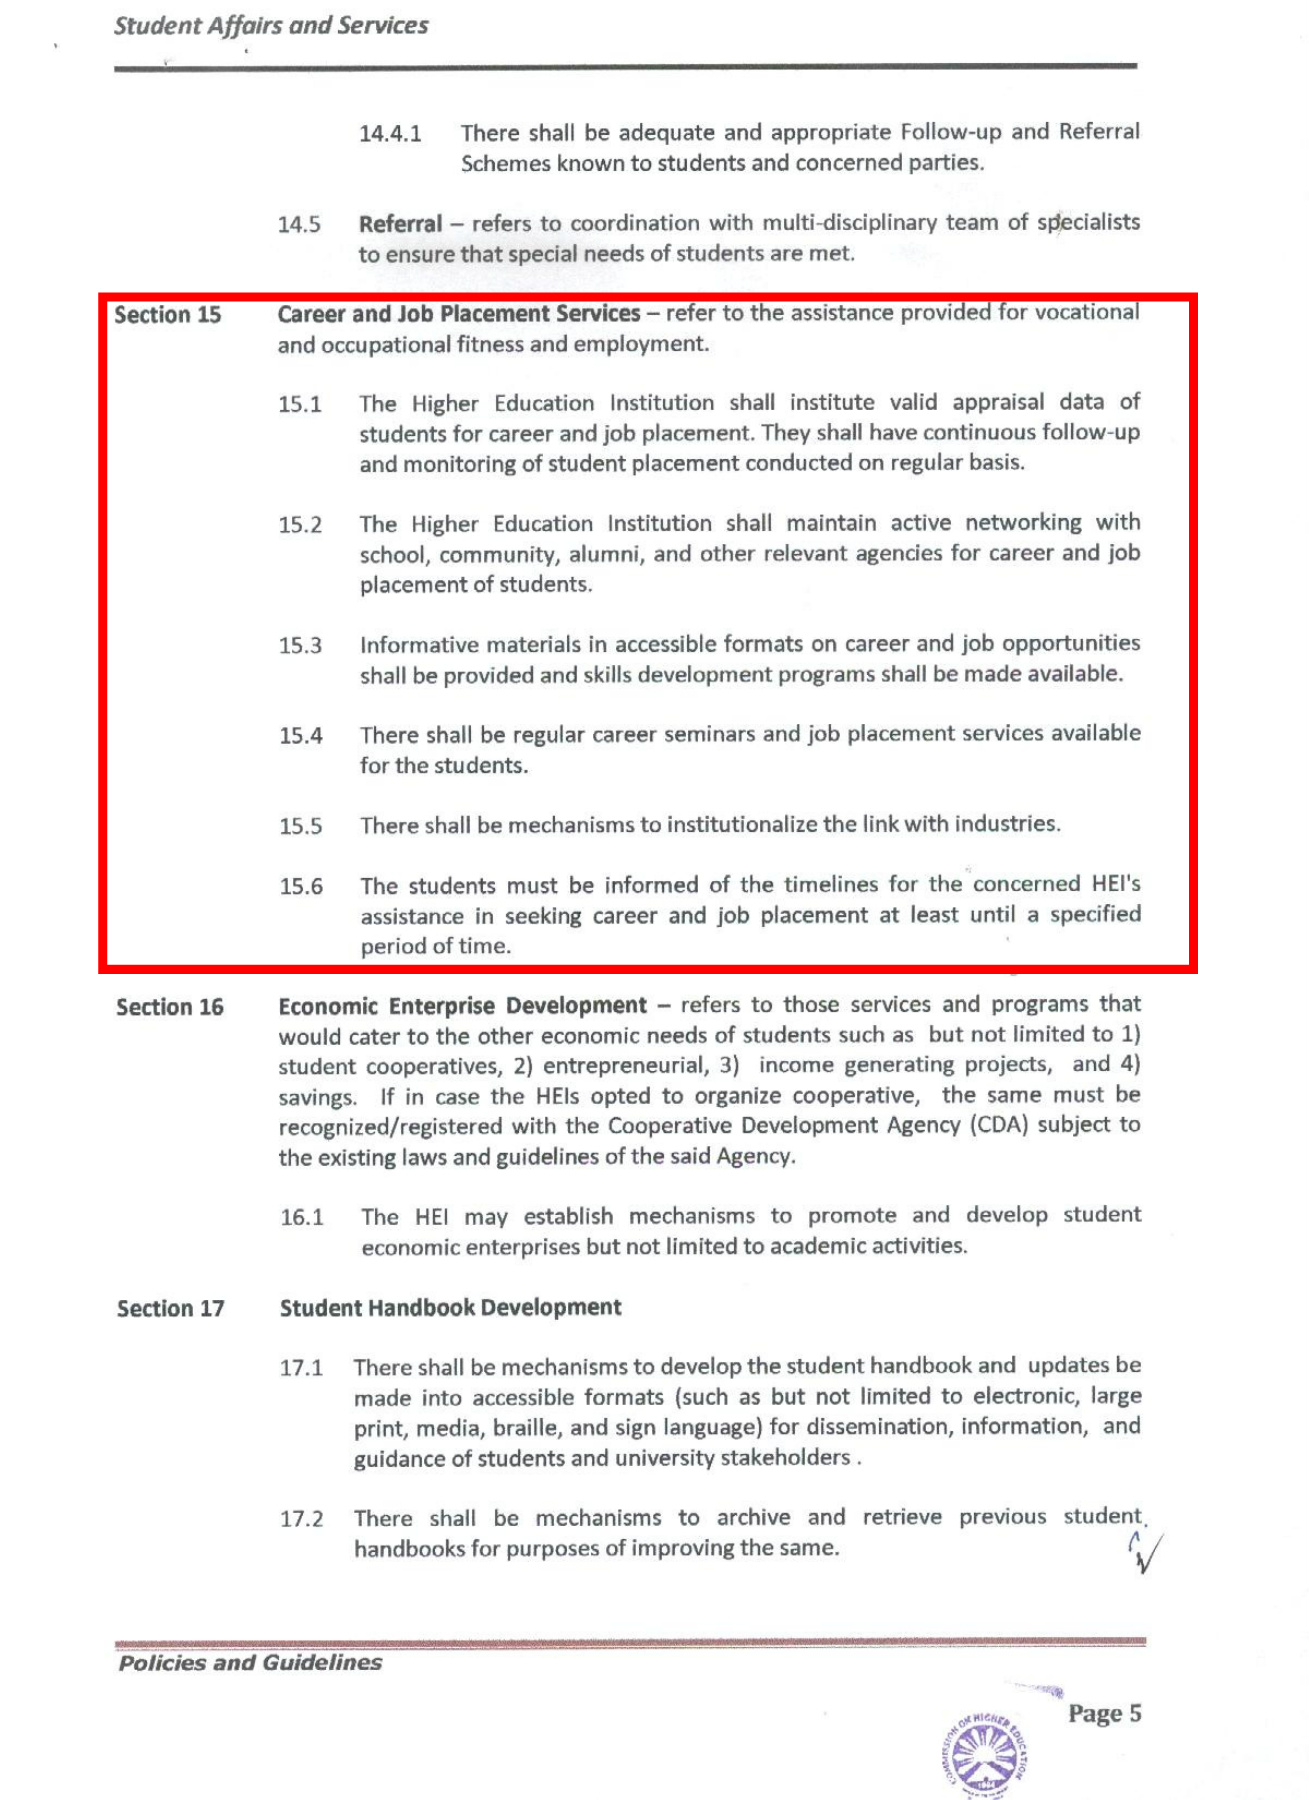 Student Affairs and Services
14.4.1 There shall be adequate and appropriate Follow-up and Referral
Schemes known to students and concerned parties.
14.5 Referral – refers to coordination with multi-disciplinary team of specialists
to ensure that special needs of students are met.
Section 15 Career and Job Placement Services – refer to the assistance provided for vocational
and occupational fitness and employment.
15.1 The Higher Education Institution shall institute valid appraisal data of
students for career and job placement. They shall have continuous follow-up
and monitoring of student placement conducted on regular basis.
15.2 The Higher Education Institution shall maintain active networking with
school, community, alumni, and other relevant agencies for career and job
placement of students.
15.3 Informative materials in accessible formats on career and job opportunities
shall be provided and skills development programs shall be made available.
15.4 There shall be regular career seminars and job placement services available
for the students.
15.5 There shall be mechanisms to institutionalize the link with industries.
15.6 The students must be informed of the timelines for the concerned HEI's
assistance in seeking career and job placement at least until a specified
period of time.
Section 16 Economic Enterprise Development – refers to those services and programs that
would cater to the other economic needs of students such as but not limited to 1)
student cooperatives, 2) entrepreneurial, 3) income generating projects, and 4)
savings. If in case the HEIs opted to organize cooperative, the same must be
recognized/registered with the Cooperative Development Agency (CDA) subject to
the existing laws and guidelines of the said Agency.
16.1 The HEI may establish mechanisms to promote and develop student
economic enterprises but not limited to academic activities.
Section 17 Student Handbook Development
17.1 There shall be mechanisms to develop the student handbook and updates be
made into accessible formats (such as but not limited to electronic, large
print, media, braille, and sign language) for dissemination, information, and
guidance of students and university stakeholders .
17.2 There shall be mechanisms to archive and retrieve previous student
handbooks for purposes of improving the same.
Policies and Guidelines
Page 5
COMMISSION ON HIGHER EDUCATION